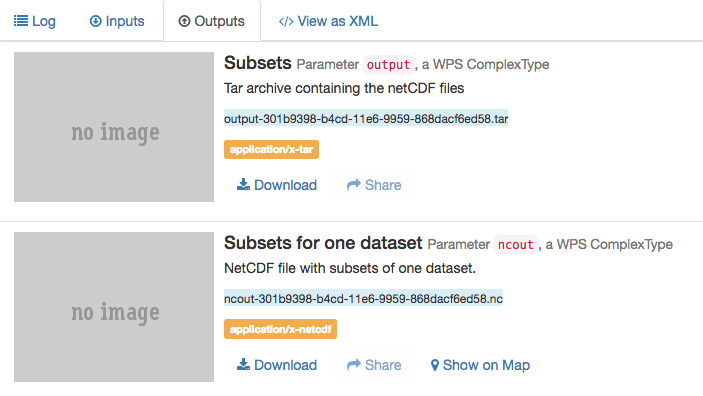 Log Inputs Outputs </> View as XML
no image
Subsets Parameter output, a WPS ComplexType
Tar archive containing the netCDF files
output-301b9398-b4cd-11e6-9959-868dacf6ed58.tar
application/x-tar
Download Share
no image
Subsets for one dataset Parameter ncout, a WPS ComplexType
NetCDF file with subsets of one dataset.
ncout-301b9398-b4cd-11e6-9959-868dacf6ed58.nc
application/x-netcdf
Download Share Show on Map